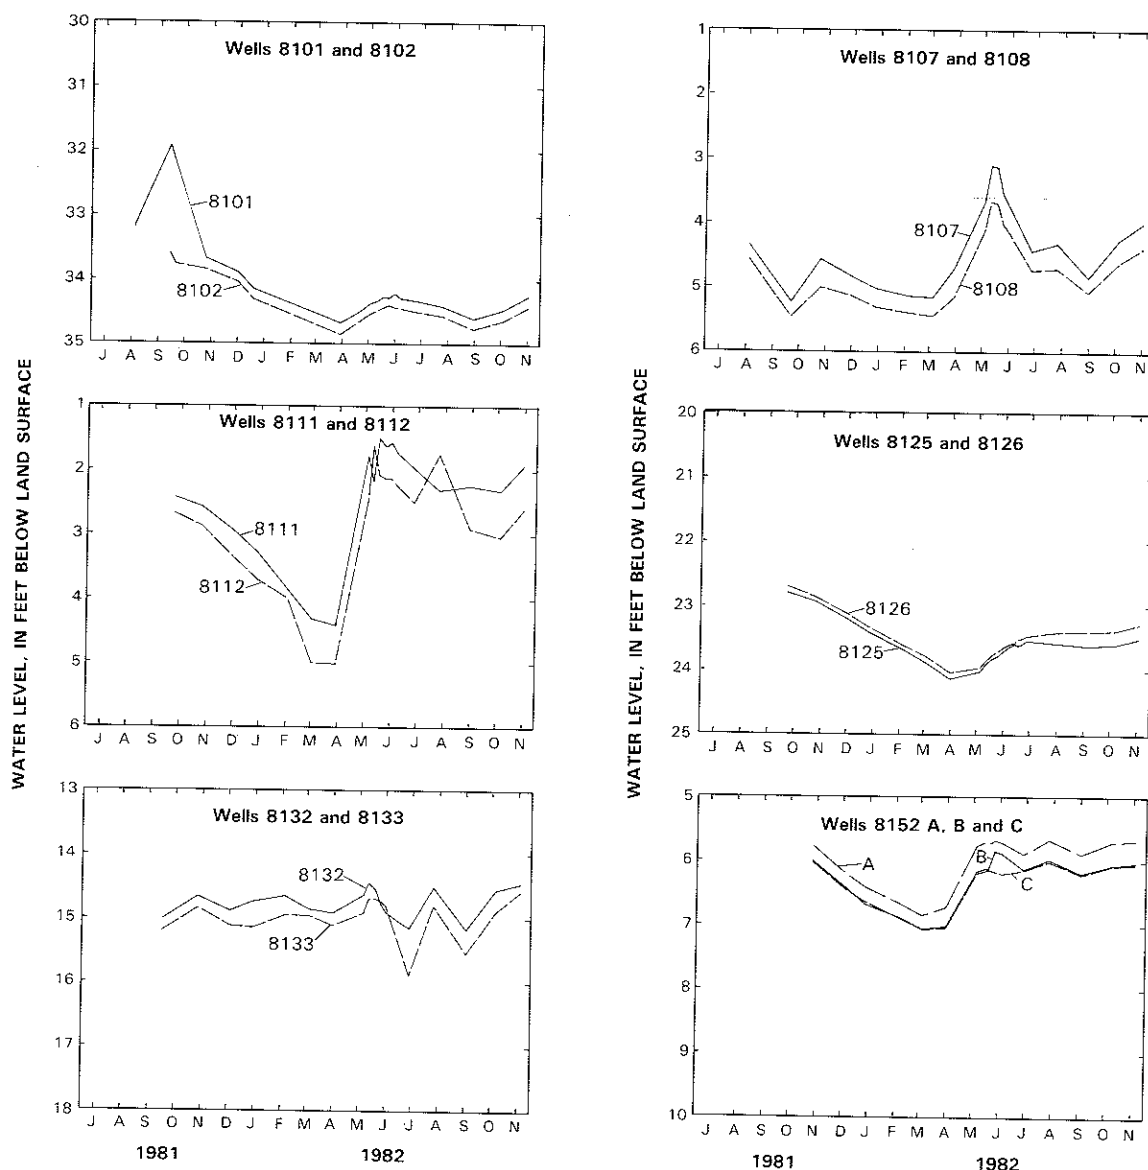 WATER LEVEL, IN FEET BELOW LAND SURFACE
Wells 8101 and 8102
30
31
32
33
34
35
8101
8102
J A S O N D J F M A M J J A S O N
Wells 8111 and 8112
1
2
3
4
5
6
8111
8112
J A S O N D J F M A M J J A S O N
Wells 8132 and 8133
13
14
15
16
17
18
8132
8133
J A S O N D J F M A M J J A S O N
1981 1982
WATER LEVEL, IN FEET BELOW LAND SURFACE
Wells 8107 and 8108
1
2
3
4
5
6
8107
8108
J A S O N D J F M A M J J A S O N
Wells 8125 and 8126
20
21
22
23
24
25
8126
8125
J A S O N D J F M A M J J A S O N
Wells 8152 A, B and C
5
6
7
8
9
10
A
B
C
J A S O N D J F M A M J J A S O N
1981 1982